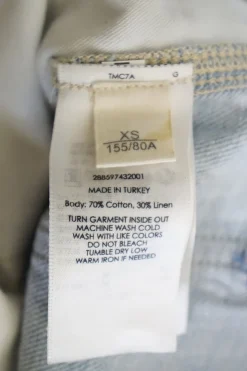 TMC7A
XS
155/80A
288597432001
MADE IN TURKEY
Body: 70% Cotton, 30% Linen
TURN GARMENT INSIDE OUT
MACHINE WASH COLD
WASH WITH LIKE COLORS
DO NOT BLEACH
TUMBLE DRY LOW
WARM IRON IF NEEDED